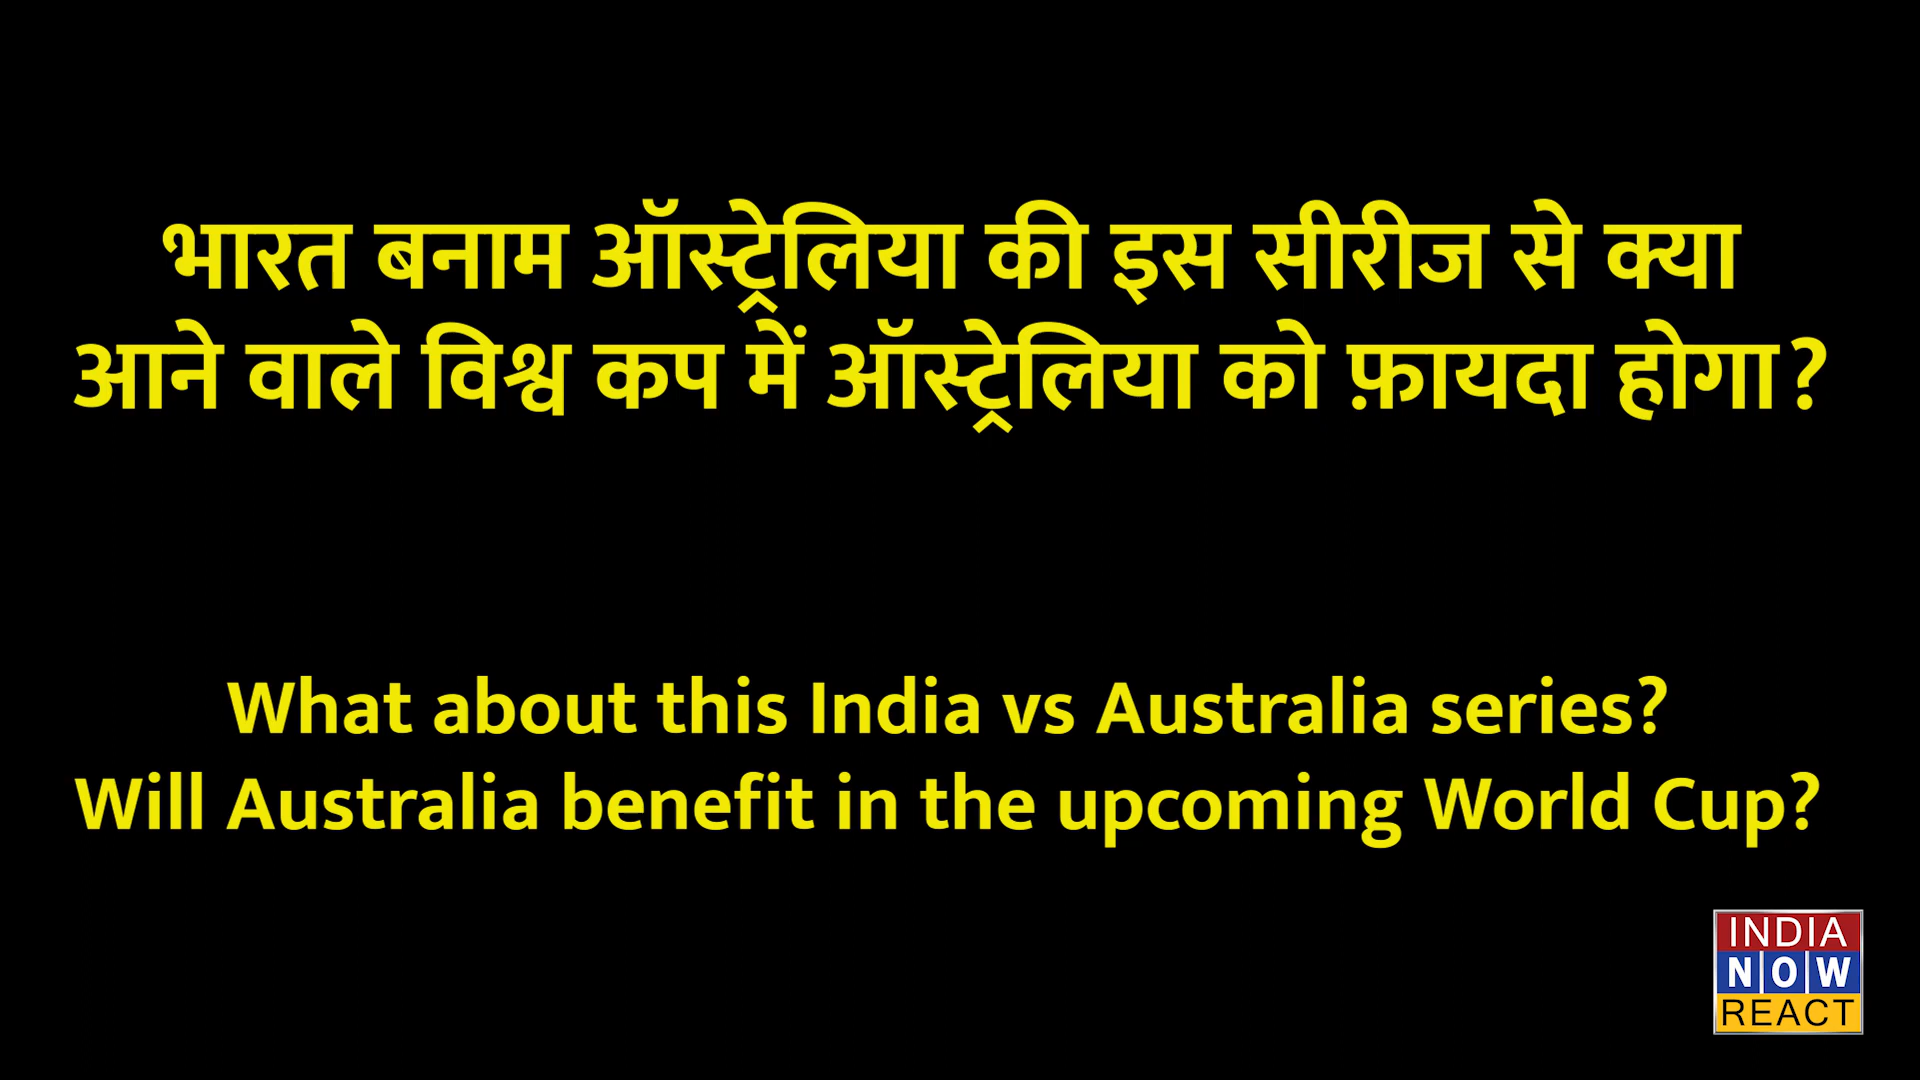 भारत बनाम ऑस्ट्रेलिया की इस सीरीज से क्या
आने वाले विश्व कप में ऑस्ट्रेलिया को फ़ायदा होगा?
What about this India vs Australia series?
Will Australia benefit in the upcoming World Cup?
INDIA
NOW
REACT